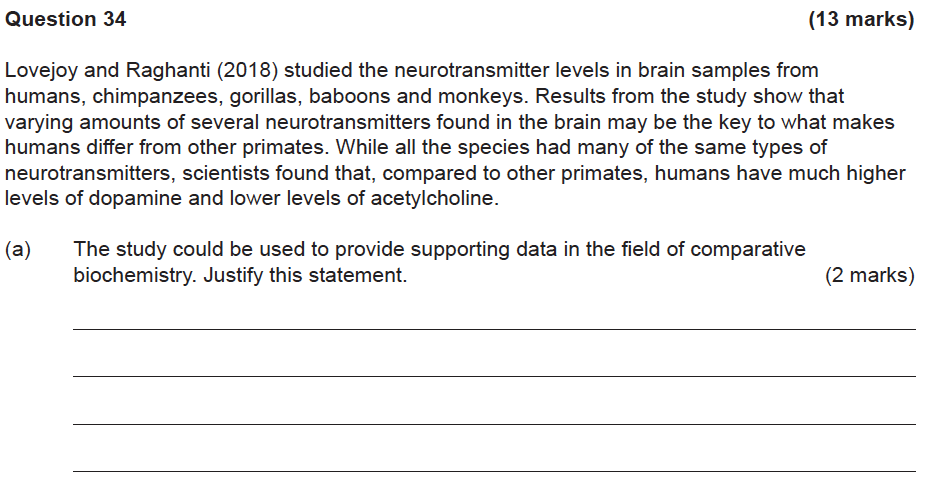 Question 34 (13 marks)
Lovejoy and Raghanti (2018) studied the neurotransmitter levels in brain samples from
humans, chimpanzees, gorillas, baboons and monkeys. Results from the study show that
varying amounts of several neurotransmitters found in the brain may be the key to what makes
humans differ from other primates. While all the species had many of the same types of
neurotransmitters, scientists found that, compared to other primates, humans have much higher
levels of dopamine and lower levels of acetylcholine.
(a) The study could be used to provide supporting data in the field of comparative
biochemistry. Justify this statement. (2 marks)